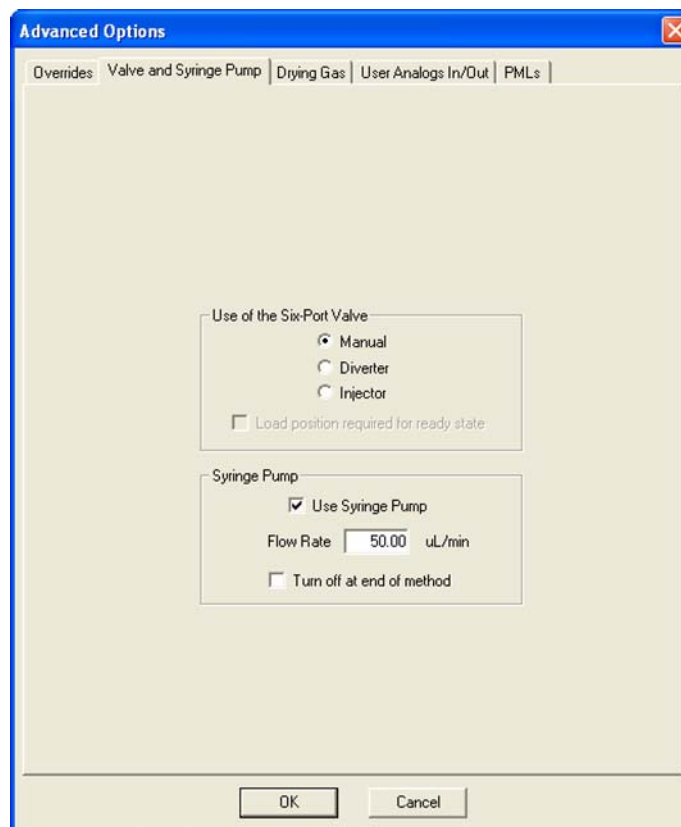 Advanced Options
Overrides Valve and Syringe Pump Drying Gas User Analogs In/Out PMLs
Use of the Six-Port Valve
Manual
Diverter
Injector
Load position required for ready state
Syringe Pump
Use Syringe Pump
Flow Rate 50.00 uL/min
Turn off at end of method
OK Cancel